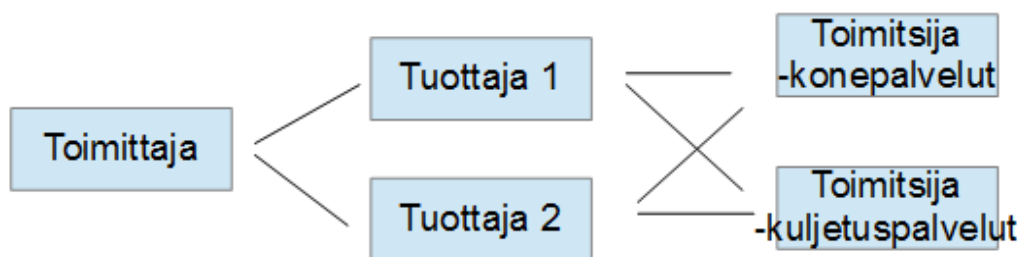 Toimittaja
Tuottaja 1
Tuottaja 2
Toimitsija
-konepalvelut
Toimitsija
-kuljetuspalvelut